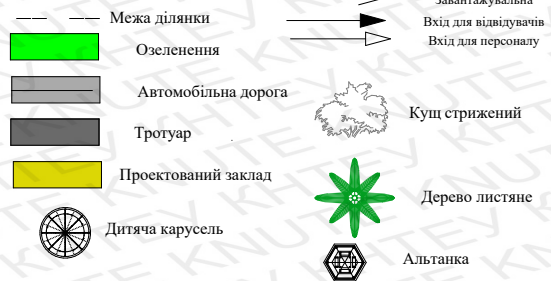 Межа ділянки
Озеленення
Автомобільна дорога
Тротуар
Проектований заклад
Дитяча карусель
Завантажувальна
Вхід для відвідувачів
Вхід для персоналу
Кущ стрижений
Дерево листяне
Альтанка